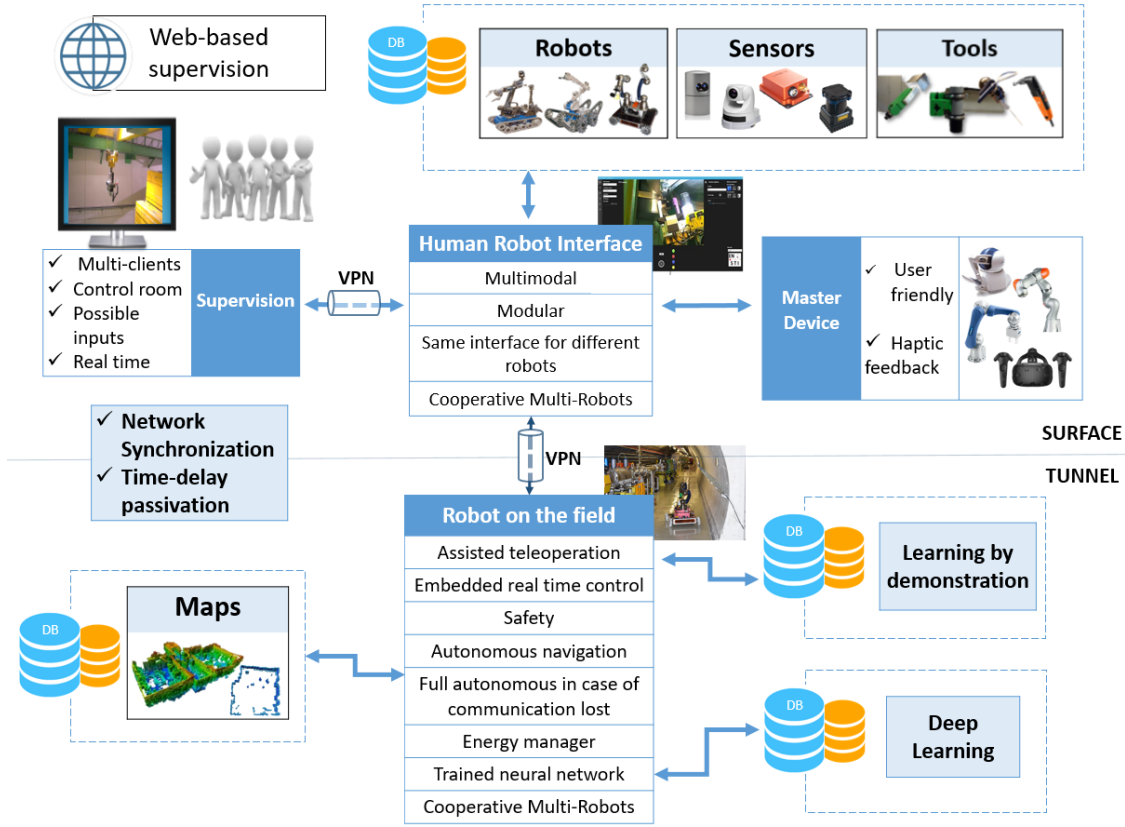 Web-based
supervision
DB
Robots
Sensors
Tools
Multi-clients
Control room
Possible
inputs
Real time
Supervision
VPN
Human Robot Interface
Multimodal
Modular
Same interface for different
robots
Cooperative Multi-Robots
Master
Device
User
friendly
Haptic
feedback
Network
Synchronization
Time-delay
passivation
VPN
SURFACE
TUNNEL
Robot on the field
Assisted teleoperation
Embedded real time control
Safety
Autonomous navigation
Full autonomous in case of
communication lost
Energy manager
Trained neural network
Cooperative Multi-Robots
DB
Maps
DB
Learning by
demonstration
DB
Deep
Learning